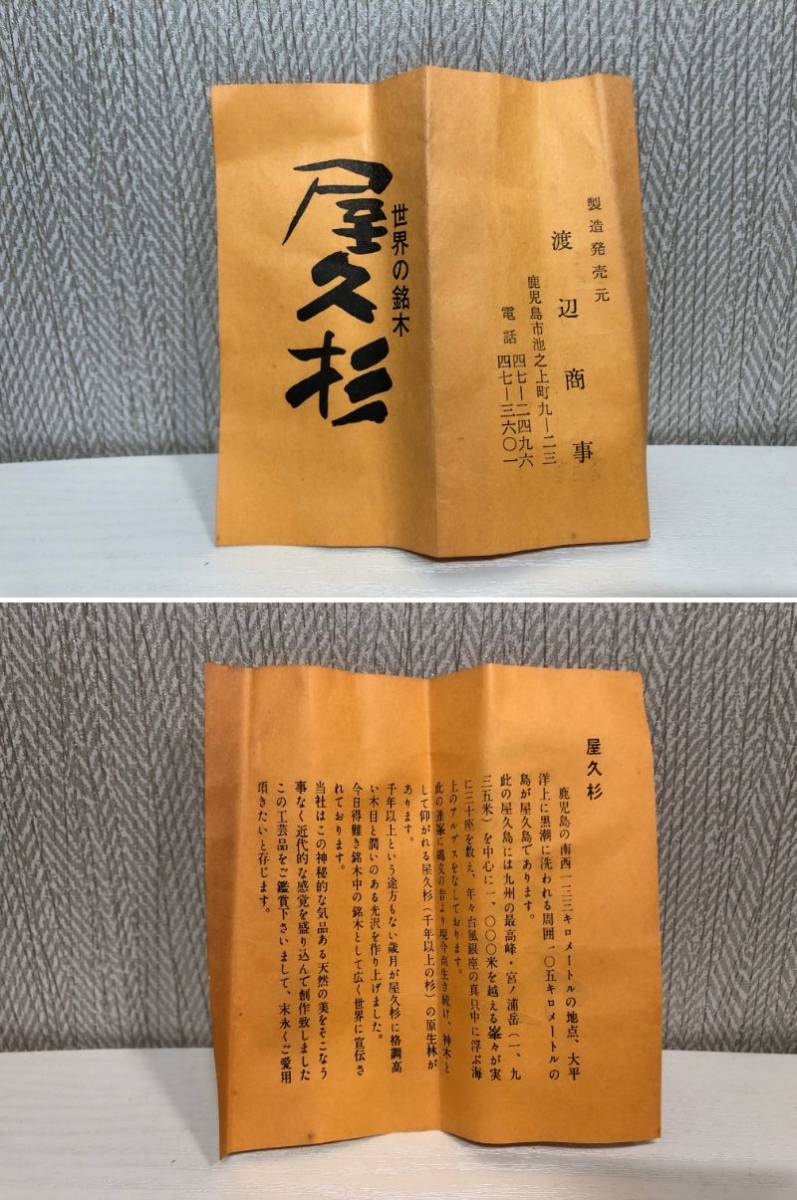 製造発売元
渡辺商事
鹿児島市池之上町九ー二三
電話四七ー二四九六
四七ー三六〇一
世界の銘木
屋久杉
屋久杉
鹿児島の南西一三三キロメートルの地点、太平
洋上に黒潮に洗われる周囲一〇五キロメートルの
島が屋久島であります。
此の屋久島には九州の最高峰・宮ノ浦岳(一、九
三五米)を中心に一、〇〇〇米を越える峯々が実
に三十座を数え、年々台風銀座の真只中に浮ぶ海
上のアルプスをなしております。
此の連峯に縄文の昔より現今尚生き続け、神木と
して仰がれる屋久杉(千年以上の杉)の原生林が
あります。
千年以上という途方もない歳月が屋久杉に格調高
い木目と潤いのある光沢を作り上げました。
今日得難き銘木中の銘木として広く世界に宣伝さ
れております。
当社はこの神秘的な気品ある天然の美をそこなう
事なく近代的な感覚を盛り込んで創作致しました
この工芸品をご鑑賞下さいまして、末永くご愛用
頂きたいと存じます。